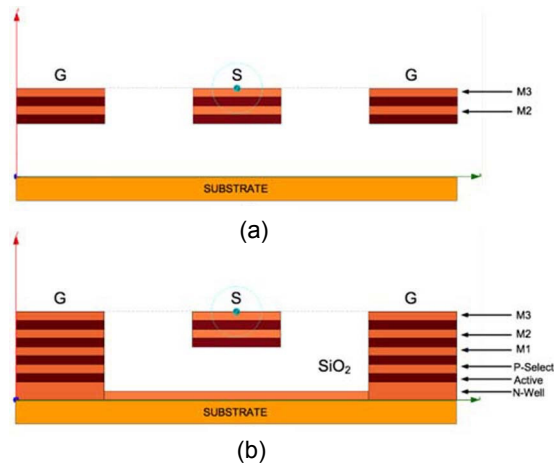 G S G
M3
M2
SUBSTRATE
(a)
G S G
M3
M2
M1
SiO₂
P-Select
Active
N-Well
SUBSTRATE
(b)